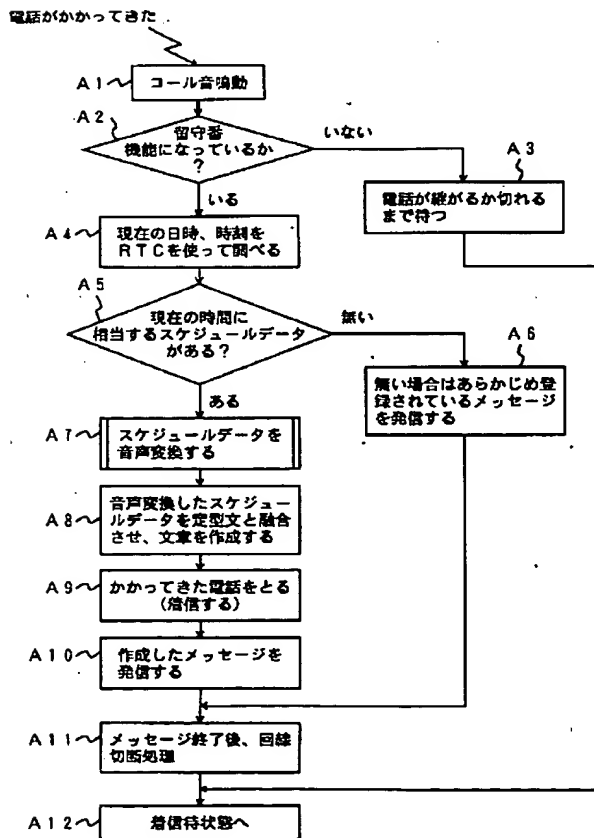 電話がかかってきた
A1
コール音鳴動
A2
留守番
機能になっているか
?
いない
いる
A3
電話が継がるか切れる
まで待つ
A4
現在の日時、時刻を
RTCを使って調べる
A5
現在の時間に
相当するスケジュールデータ
がある?
無い
ある
A6
無い場合はあらかじめ登
録されているメッセージ
を発信する
A7
スケジュールデータを
音声変換する
A8
音声変換したスケジュー
ルデータを定型文と融合
させ、文章を作成する
A9
かかってきた電話をとる
(着信する)
A10
作成したメッセージを
発信する
A11
メッセージ終了後、回線
切断処理
A12
着信待状態へ